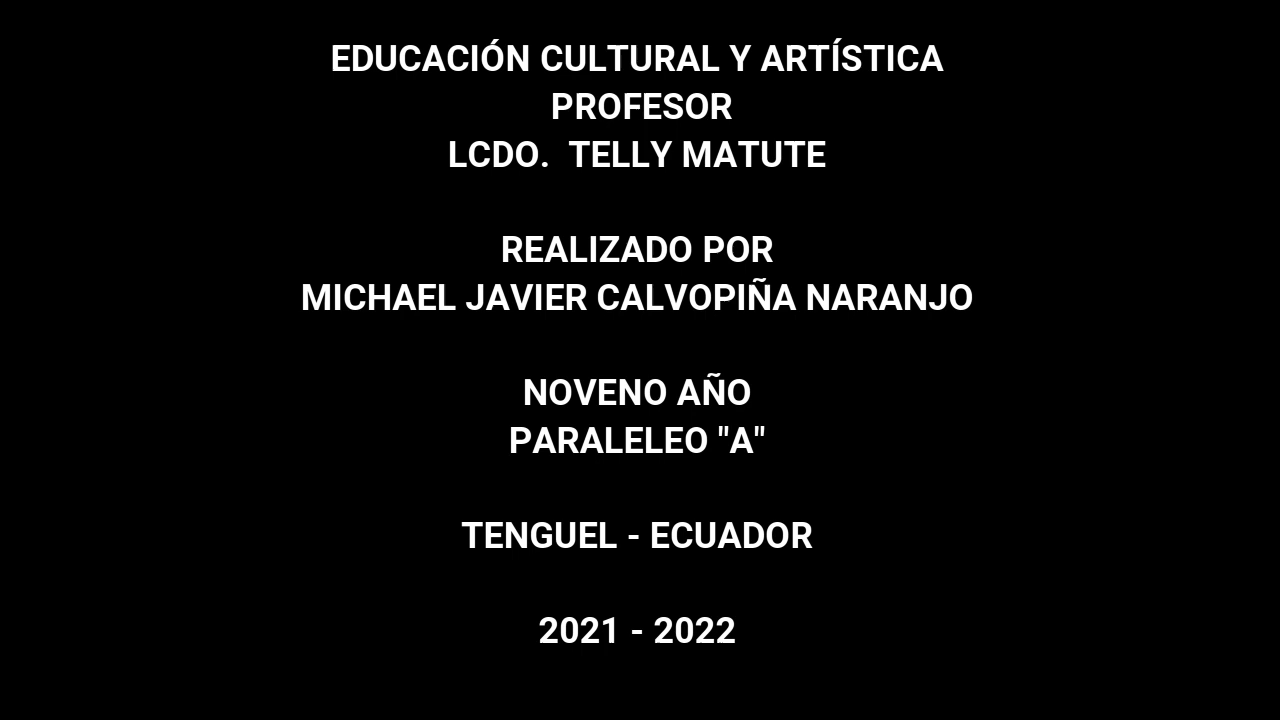 EDUCACIÓN CULTURAL Y ARTÍSTICA
PROFESOR
LCDO.  TELLY MATUTE
REALIZADO POR
MICHAEL JAVIER CALVOPIÑA NARANJO
NOVENO AÑO
PARALELEO "A"
TENGUEL - ECUADOR
2021 - 2022